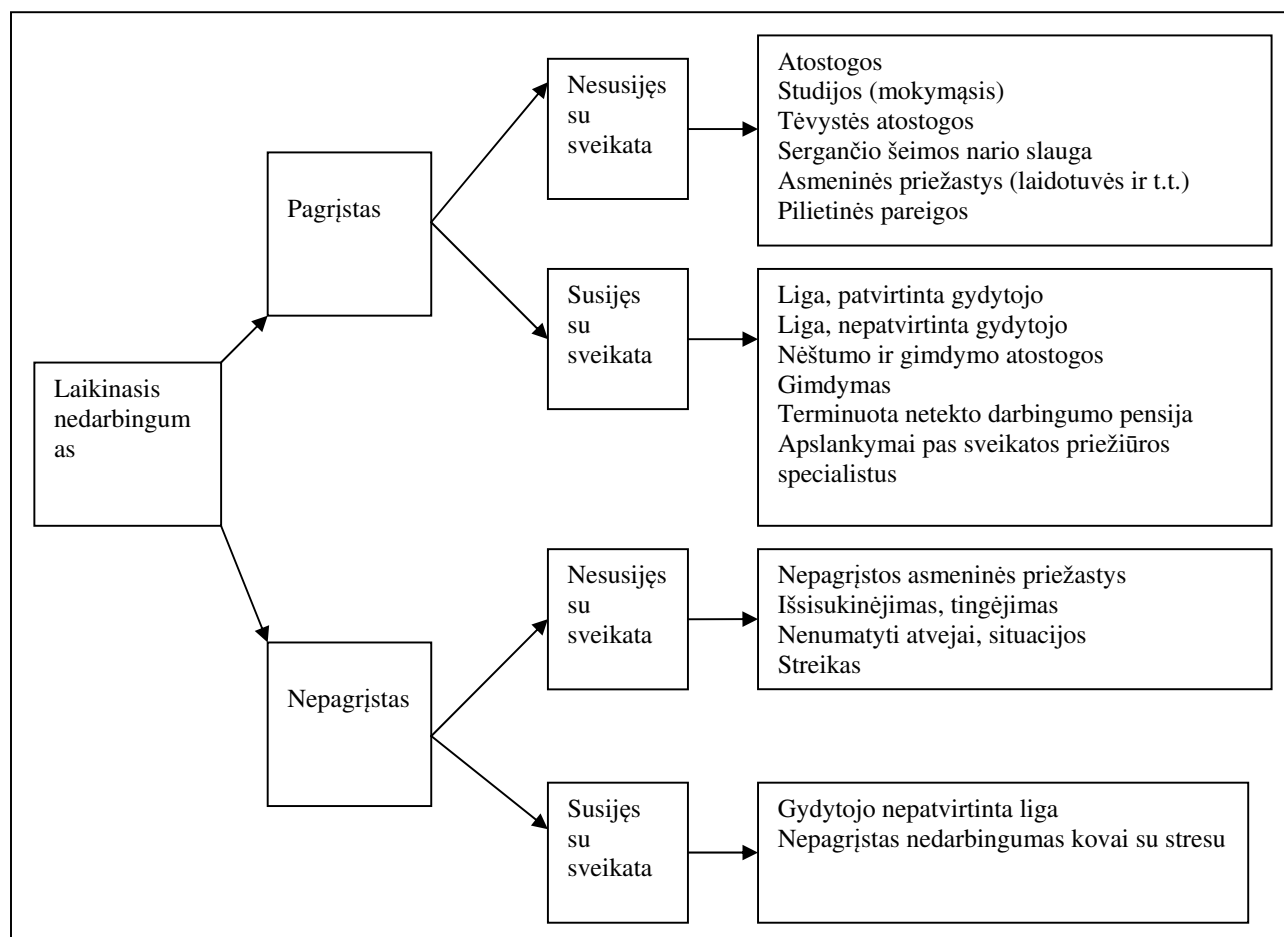 Laikinasis
nedarbingum
as
Pagrįstas
Nesusijęs
su
sveikata
Atostogos
Studijos (mokymąsis)
Tėvystės atostogos
Sergančio šeimos nario slauga
Asmeninės priežastys (laidotuvės ir t.t.)
Pilietinės pareigos
Susijęs
su
sveikata
Liga, patvirtinta gydytojo
Liga, nepatvirtinta gydytojo
Nėštumo ir gimdymo atostogos
Gimdymas
Terminuota netekto darbingumo pensija
Apslankymai pas sveikatos priežiūros
specialistus
Nepagrįstas
Nesusijęs
su
sveikata
Nepagrįstos asmeninės priežastys
Išsisukinėjimas, tingėjimas
Nenumatyti atvejai, situacijos
Streikas
Susijęs
su
sveikata
Gydytojo nepatvirtinta liga
Nepagrįstas nedarbingumas kovai su stresu